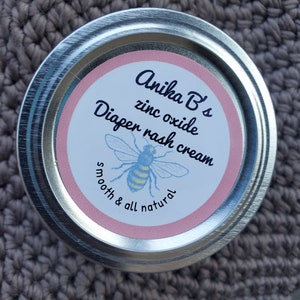 Anika B's
zinc oxide
Diaper rash cream
smooth & all natural